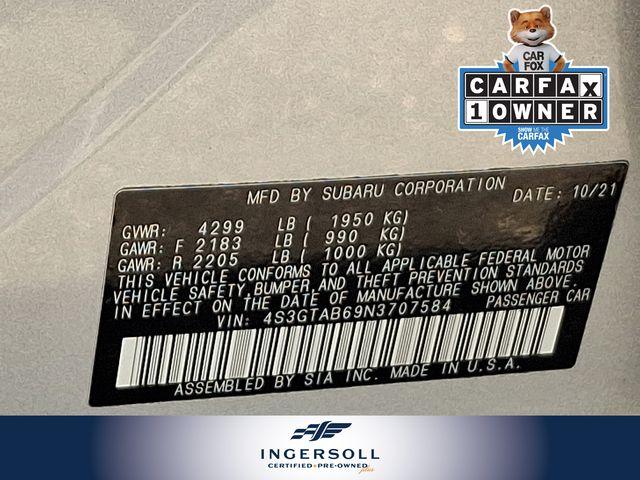 CAR
FOX
CARFAX
1 OWNER
SHOW ME THE
CARFAX
MFD BY SUBARU CORPORATION DATE: 10/21
GVWR: 4299 LB ( 1950 KG)
GAWR: F 2183 LB ( 990 KG)
GAWR: R 2205 LB ( 1000 KG)
THIS VEHICLE CONFORMS TO ALL APPLICABLE FEDERAL MOTOR
VEHICLE SAFETY, BUMPER, AND THEFT PREVENTION STANDARDS
IN EFFECT ON THE DATE OF MANUFACTURE SHOWN ABOVE.
VIN: 4S3GTAB69N3707584 PASSENGER CAR
ASSEMBLED BY SIA INC. MADE IN U.S.A.
INGERSOLL
CERTIFIED•PRE-OWNED plus